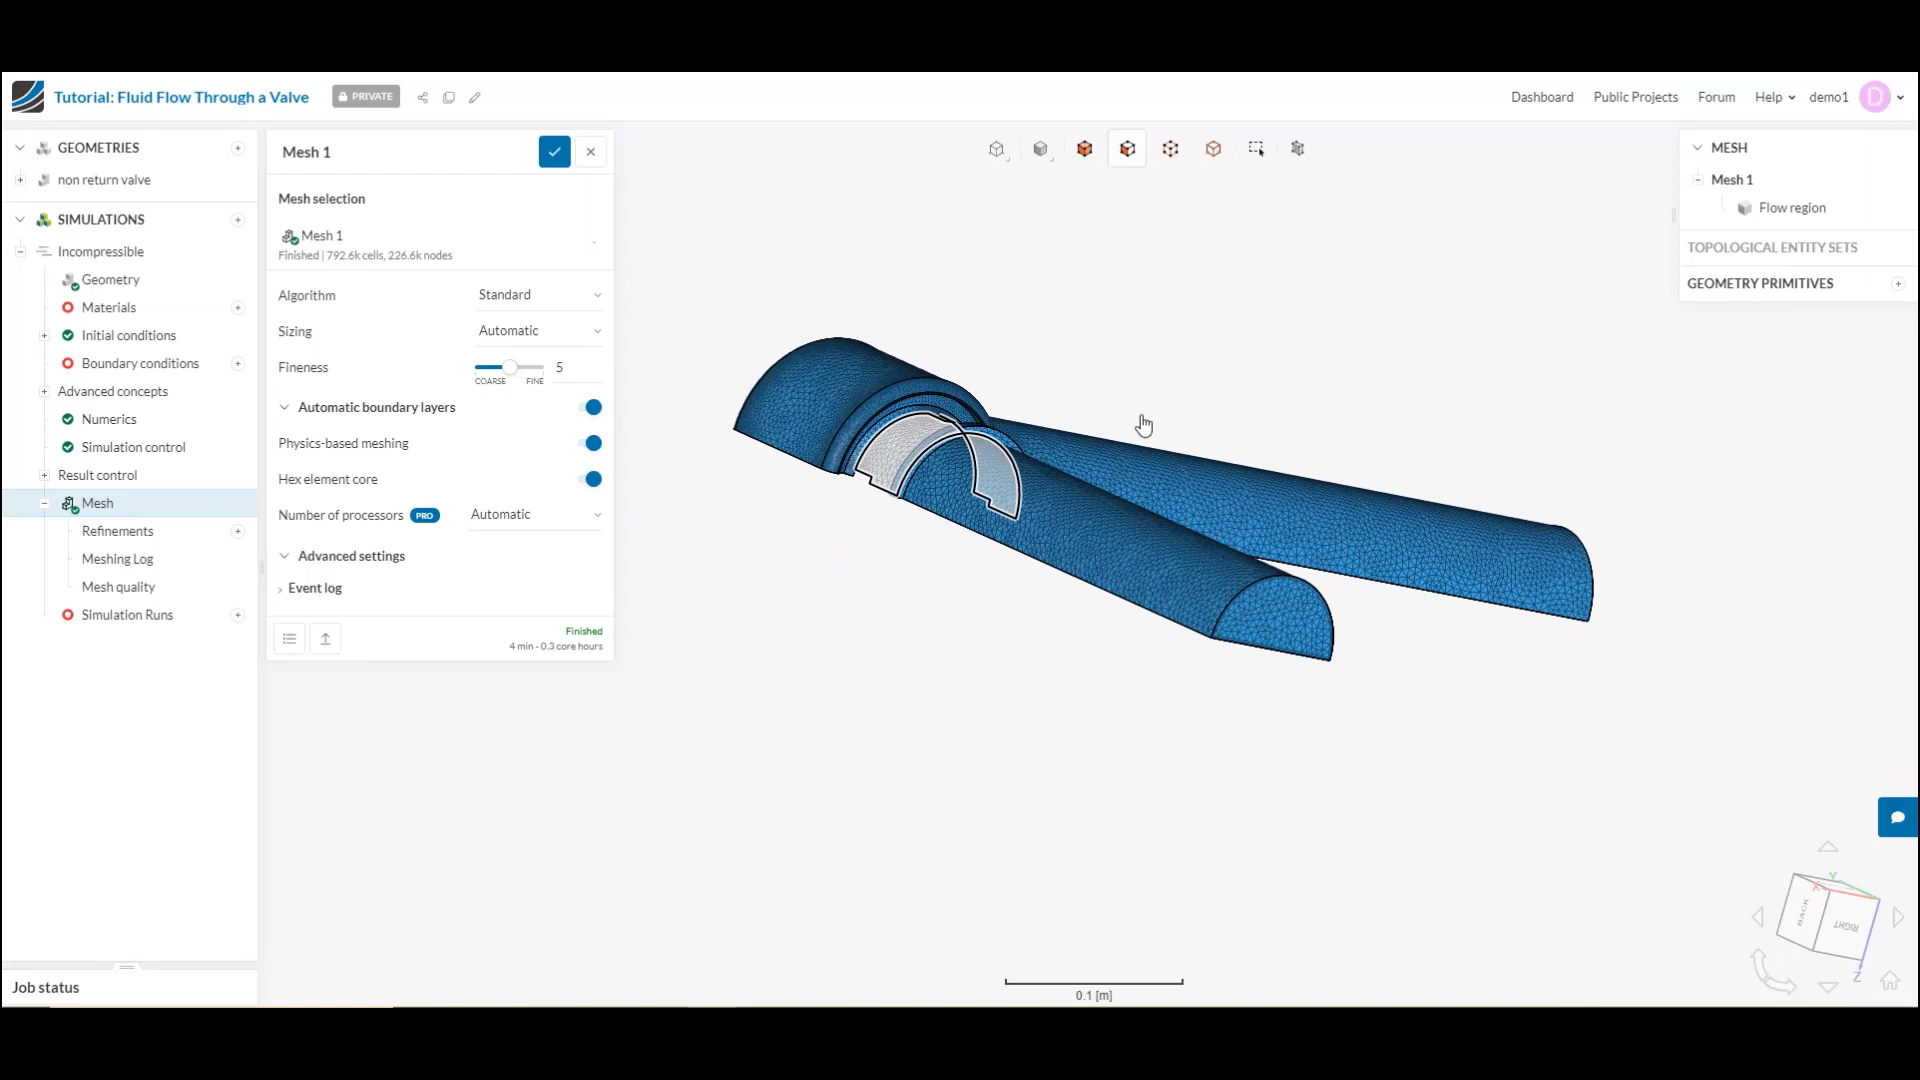 Tutorial: Fluid Flow Through a Valve
PRIVATE
Dashboard
Public Projects
Forum
Help
demo1
D
GEOMETRIES
non return valve
SIMULATIONS
Incompressible
Geometry
Materials
Initial conditions
Boundary conditions
Advanced concepts
Numerics
Simulation control
Result control
Mesh
Refinements
Meshing Log
Mesh quality
Simulation Runs
Job status
Mesh 1
Mesh selection
Mesh 1
Finished | 792.6k cells, 226.6k nodes
Algorithm Standard
Sizing Automatic
Fineness 5
COARSE FINE
Automatic boundary layers
Physics-based meshing
Hex element core
Number of processors PRO Automatic
Advanced settings
Event log
Finished
4 min - 0.3 core hours
MESH
Mesh 1
Flow region
TOPOLOGICAL ENTITY SETS
GEOMETRY PRIMITIVES
0.1 [m]
Y
X
BACK
RIGHT
Z